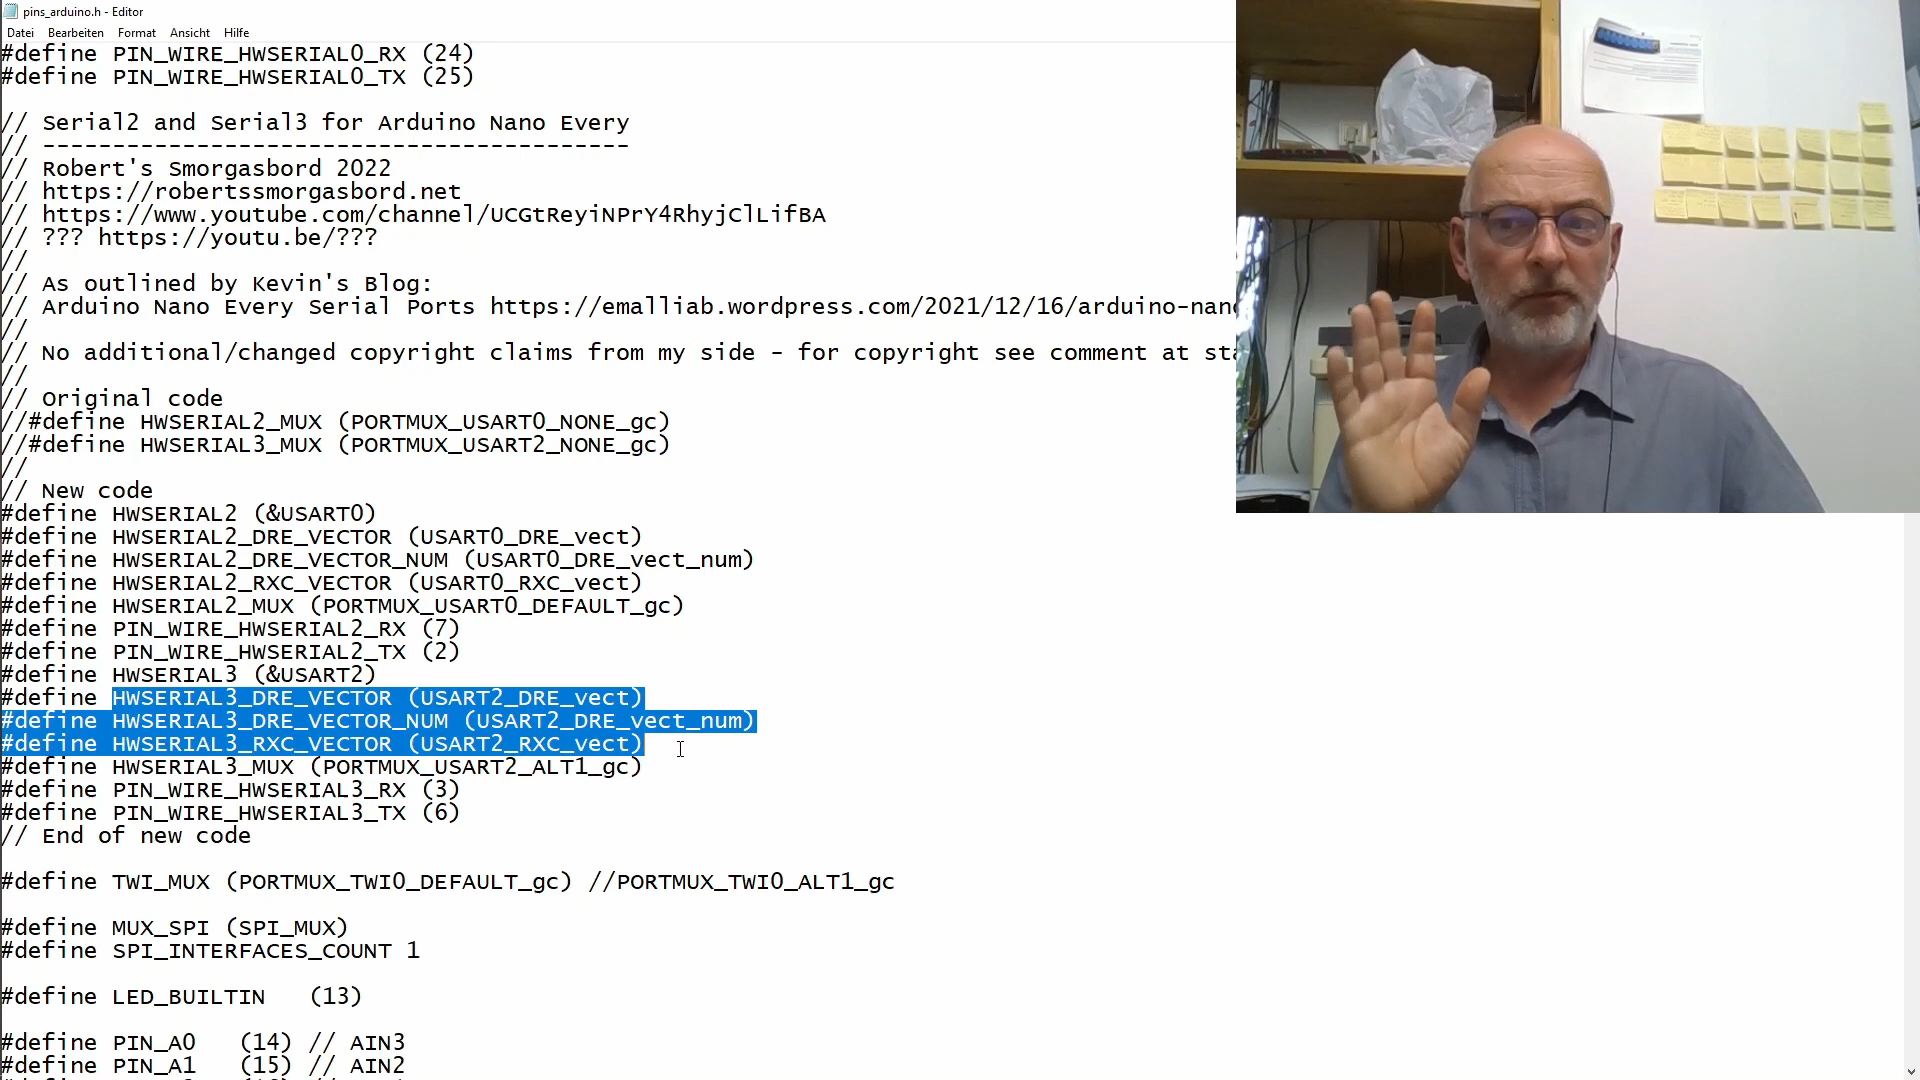 pins_arduino.h - Editor
Datei Bearbeiten Format Ansicht Hilfe
#define PIN_WIRE_HWSERIAL0_RX (24)
#define PIN_WIRE_HWSERIAL0_TX (25)
// Serial2 and Serial3 for Arduino Nano Every
// ------------------------------------------
// Robert's Smorgasbord 2022
// https://robertssmorgasbord.net
// https://www.youtube.com/channel/UCGtReyiNPrY4RhyjClLifBA
// ??? https://youtu.be/???
//
// As outlined by Kevin's Blog:
// Arduino Nano Every Serial Ports https://emalliab.wordpress.com/2021/12/16/arduino-nano
//
// No additional/changed copyright claims from my side - for copyright see comment at sta
//
// Original code
//#define HWSERIAL2_MUX (PORTMUX_USART0_NONE_gc)
//#define HWSERIAL3_MUX (PORTMUX_USART2_NONE_gc)
//
// New code
#define HWSERIAL2 (&USART0)
#define HWSERIAL2_DRE_VECTOR (USART0_DRE_vect)
#define HWSERIAL2_DRE_VECTOR_NUM (USART0_DRE_vect_num)
#define HWSERIAL2_RXC_VECTOR (USART0_RXC_vect)
#define HWSERIAL2_MUX (PORTMUX_USART0_DEFAULT_gc)
#define PIN_WIRE_HWSERIAL2_RX (7)
#define PIN_WIRE_HWSERIAL2_TX (2)
#define HWSERIAL3 (&USART2)
#define HWSERIAL3_DRE_VECTOR (USART2_DRE_vect)
#define HWSERIAL3_DRE_VECTOR_NUM (USART2_DRE_vect_num)
#define HWSERIAL3_RXC_VECTOR (USART2_RXC_vect)
#define HWSERIAL3_MUX (PORTMUX_USART2_ALT1_gc)
#define PIN_WIRE_HWSERIAL3_RX (3)
#define PIN_WIRE_HWSERIAL3_TX (6)
// End of new code
#define TWI_MUX (PORTMUX_TWI0_DEFAULT_gc) //PORTMUX_TWI0_ALT1_gc
#define MUX_SPI (SPI_MUX)
#define SPI_INTERFACES_COUNT 1
#define LED_BUILTIN (13)
#define PIN_A0 (14) // AIN3
#define PIN_A1 (15) // AIN2